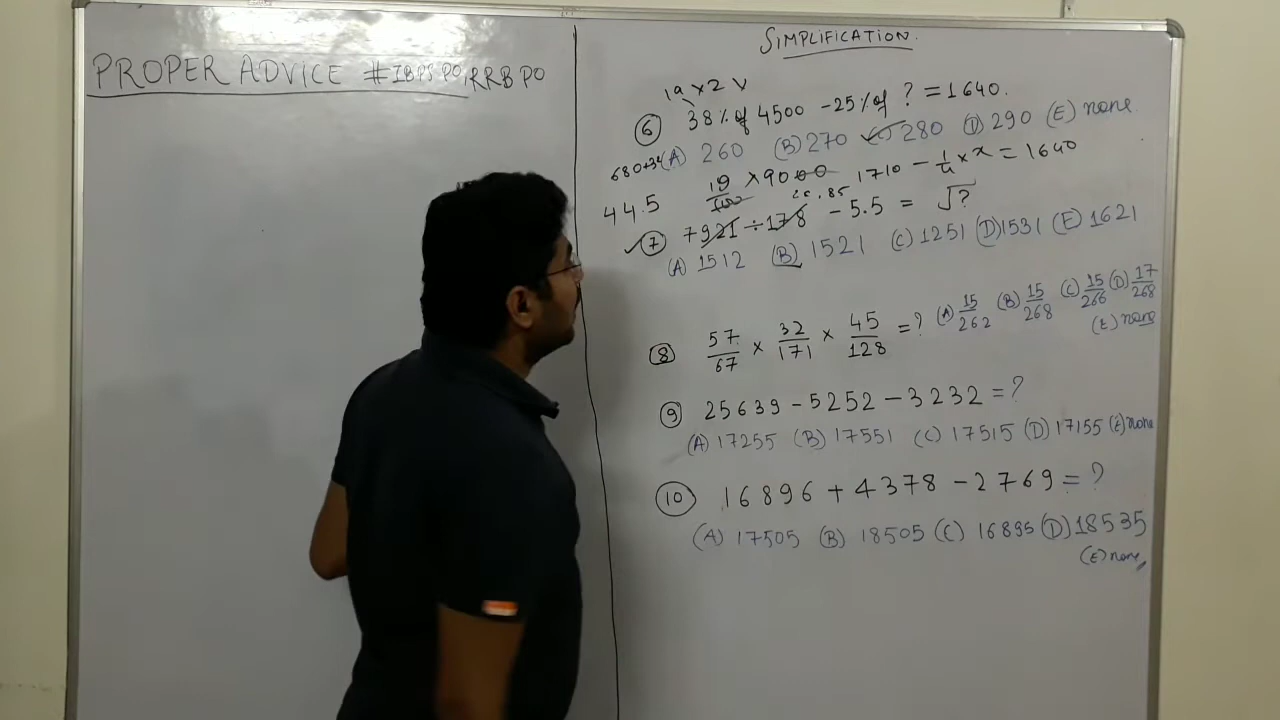 PROPER ADVICE #IBPS PO, RRB PO
SIMPLIFICATION.
19 × 2
(6) 38% of 4500 - 25% of ? = 1640.
(A) 260 (B) 270 (C) 280 (D) 290 (E) none
680+34
19/100 × 9000 1710 - 1/4 × x = 1640
44.5
(7) 7921 ÷ 178 - 5.5 = √?
(A) 1512 (B) 1521 (C) 1251 (D) 1531 (E) 1621
(8) 57/67 × 32/171 × 45/128 = ? (A) 15/262 (B) 15/268 (C) 15/266 (D) 17/268
(E) none
(9) 25639 - 5252 - 3232 = ?
(A) 17255 (B) 17551 (C) 17515 (D) 17155 (E) none
(10) 16896 + 4378 - 2769 = ?
(A) 17505 (B) 18505 (C) 16895 (D) 18535
(E) none